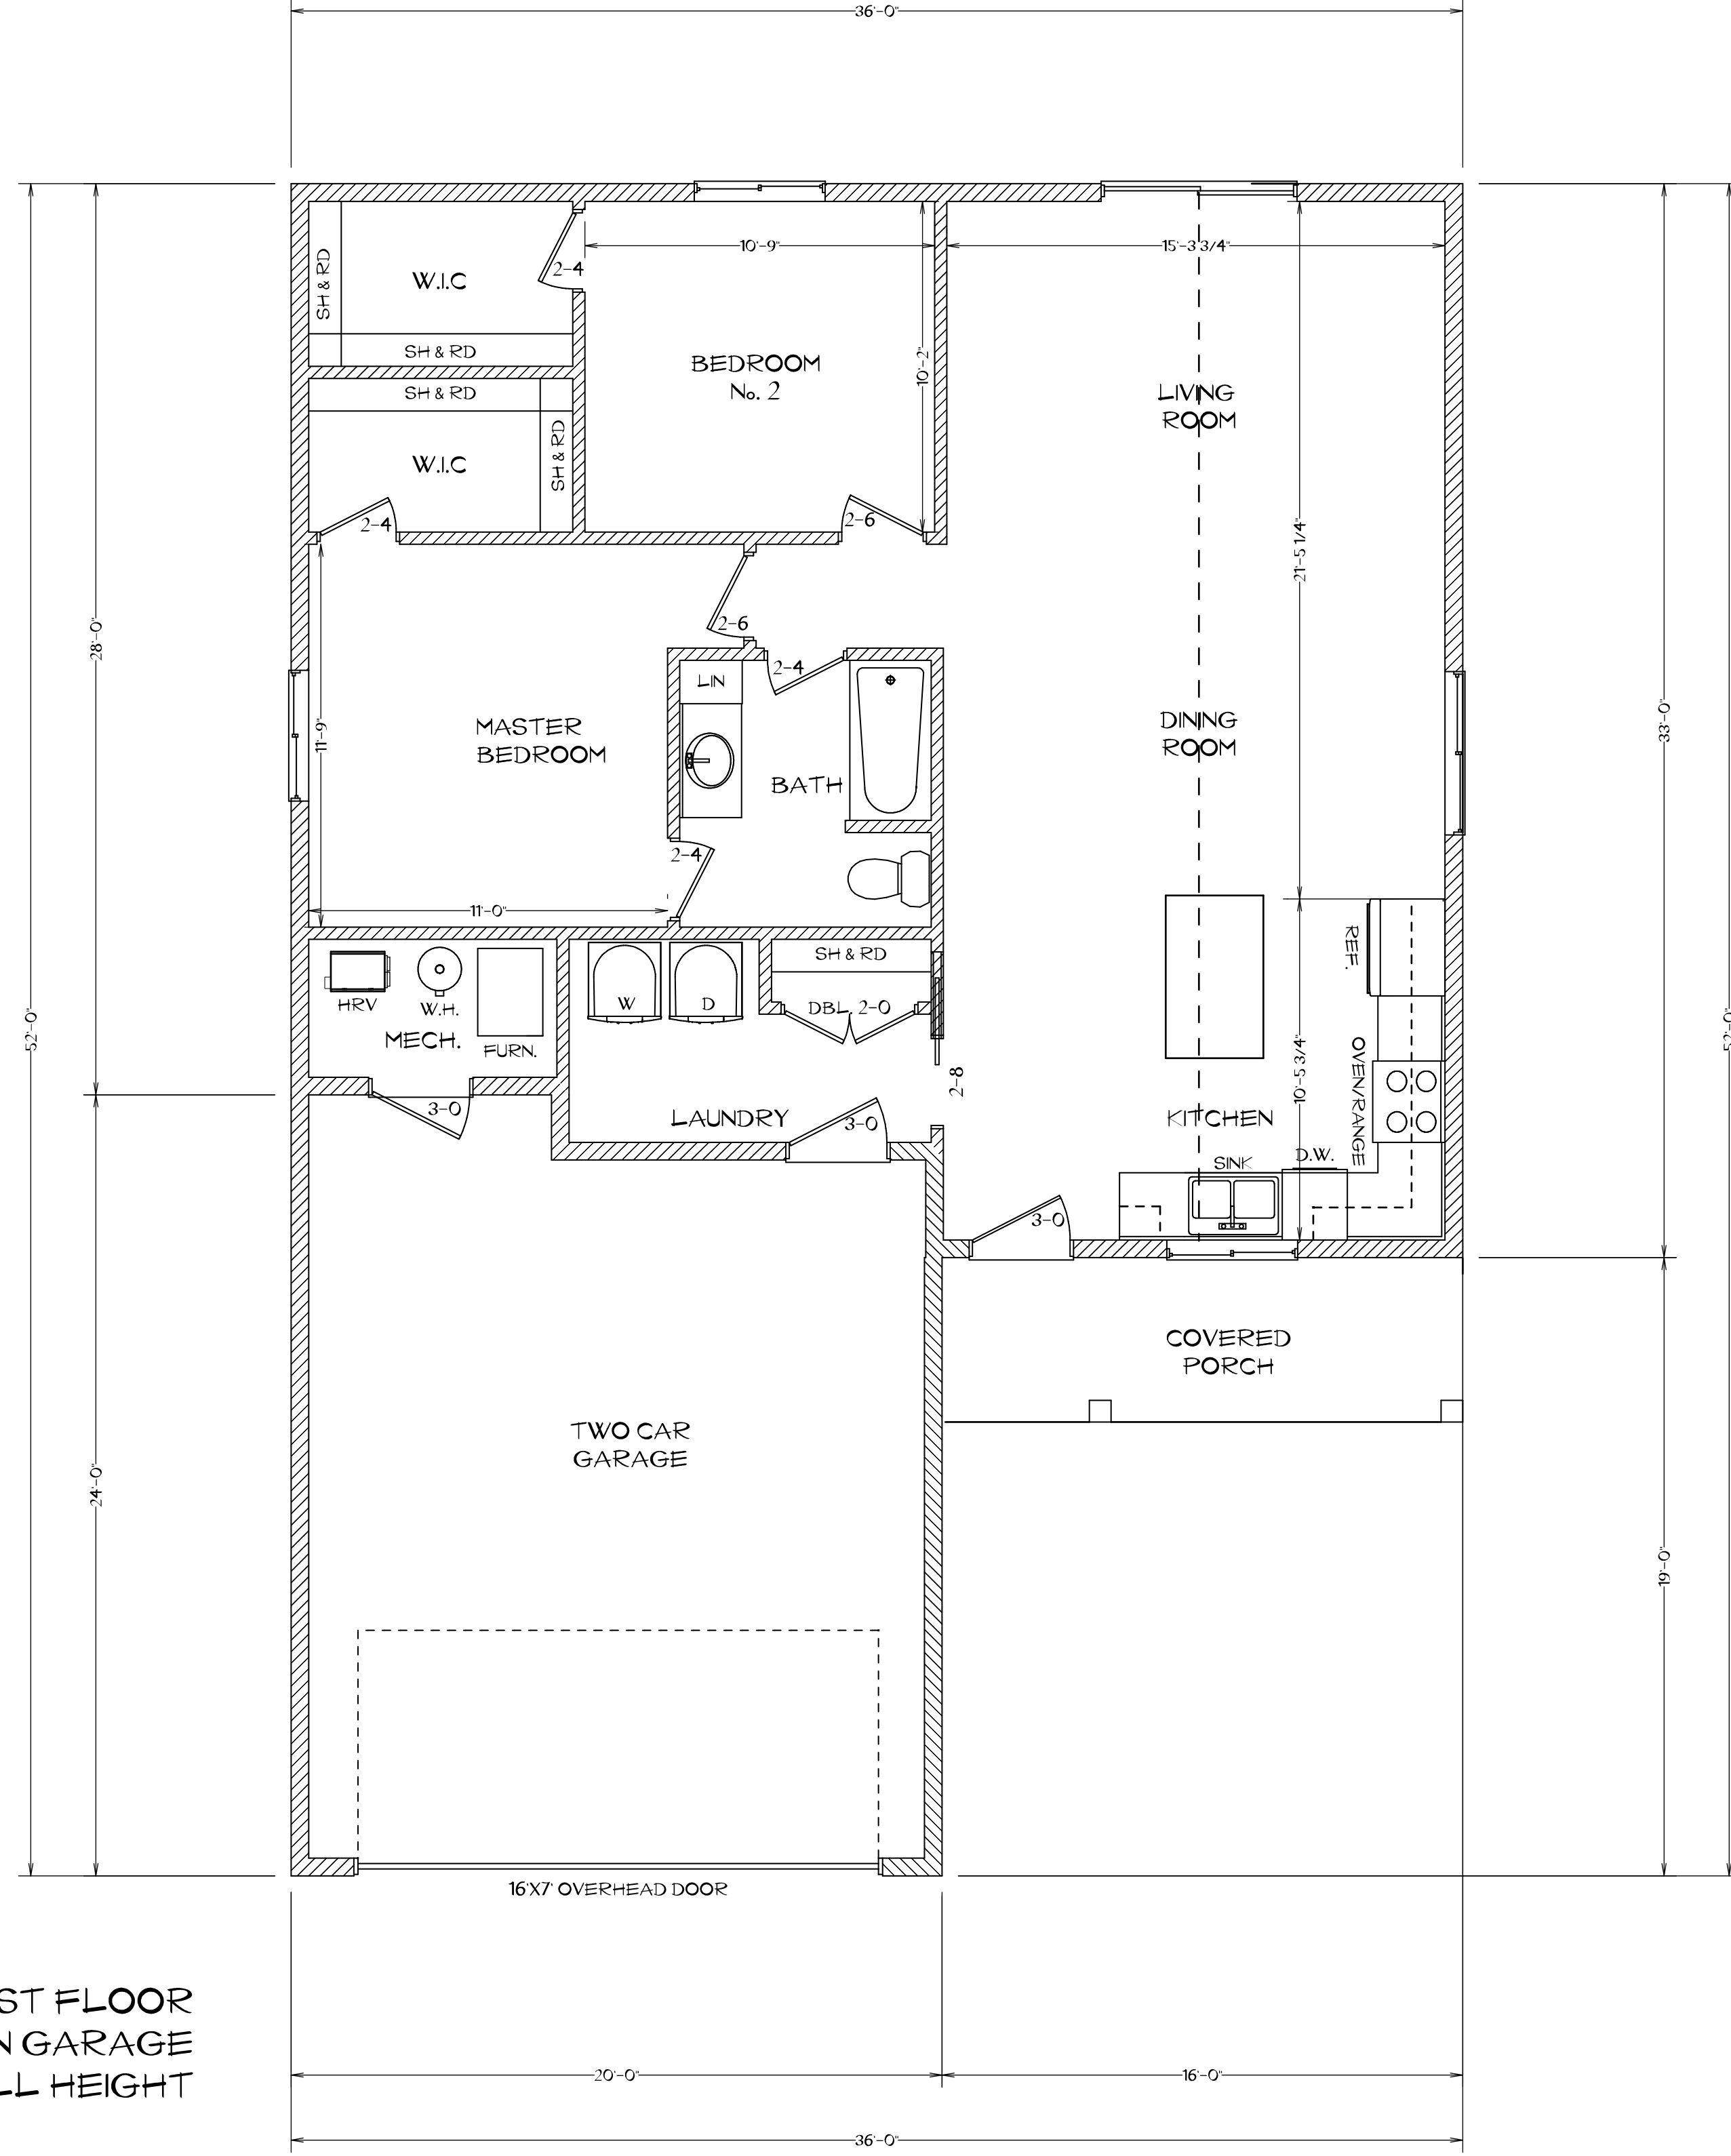 36'-0"
10'-9"
15'-3 3/4"
2-4
W.I.C
SH & RD
SH & RD
10'-2"
BEDROOM
No. 2
LIVING
ROOM
SH & RD
SH & RD
W.I.C
2-4
2-6
21'-5 1/4"
28'-0"
2-6
2-4
LIN
11'-9"
MASTER
BEDROOM
BATH
DINING
ROOM
33'-0"
2-4
11'-0"
52'-0"
HRV
W.H.
MECH.
FURN.
W
D
SH & RD
DBL. 2-0
REF.
52'-0"
2-8
10'-5 3/4"
OVEN/RANGE
3-0
LAUNDRY
3-0
KITCHEN
SINK
D.W.
3-0
COVERED
PORCH
TWO CAR
GARAGE
24'-0"
19'-0"
16'X7' OVERHEAD DOOR
ST FLOOR
N GARAGE
LL HEIGHT
20'-0"
16'-0"
36'-0"